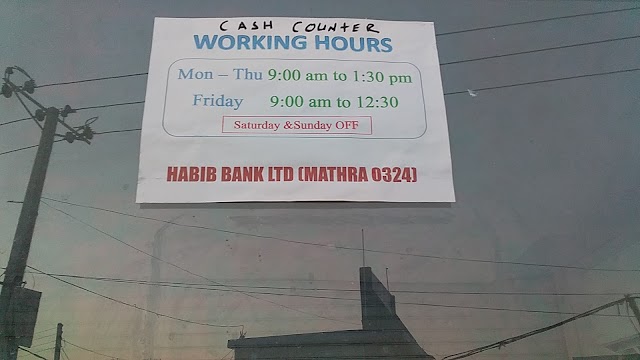 CASH COUNTER
WORKING HOURS
Mon – Thu 9:00 am to 1:30 pm
Friday 9:00 am to 12:30
Saturday &Sunday OFF
HABIB BANK LTD (MATHRA 0324)